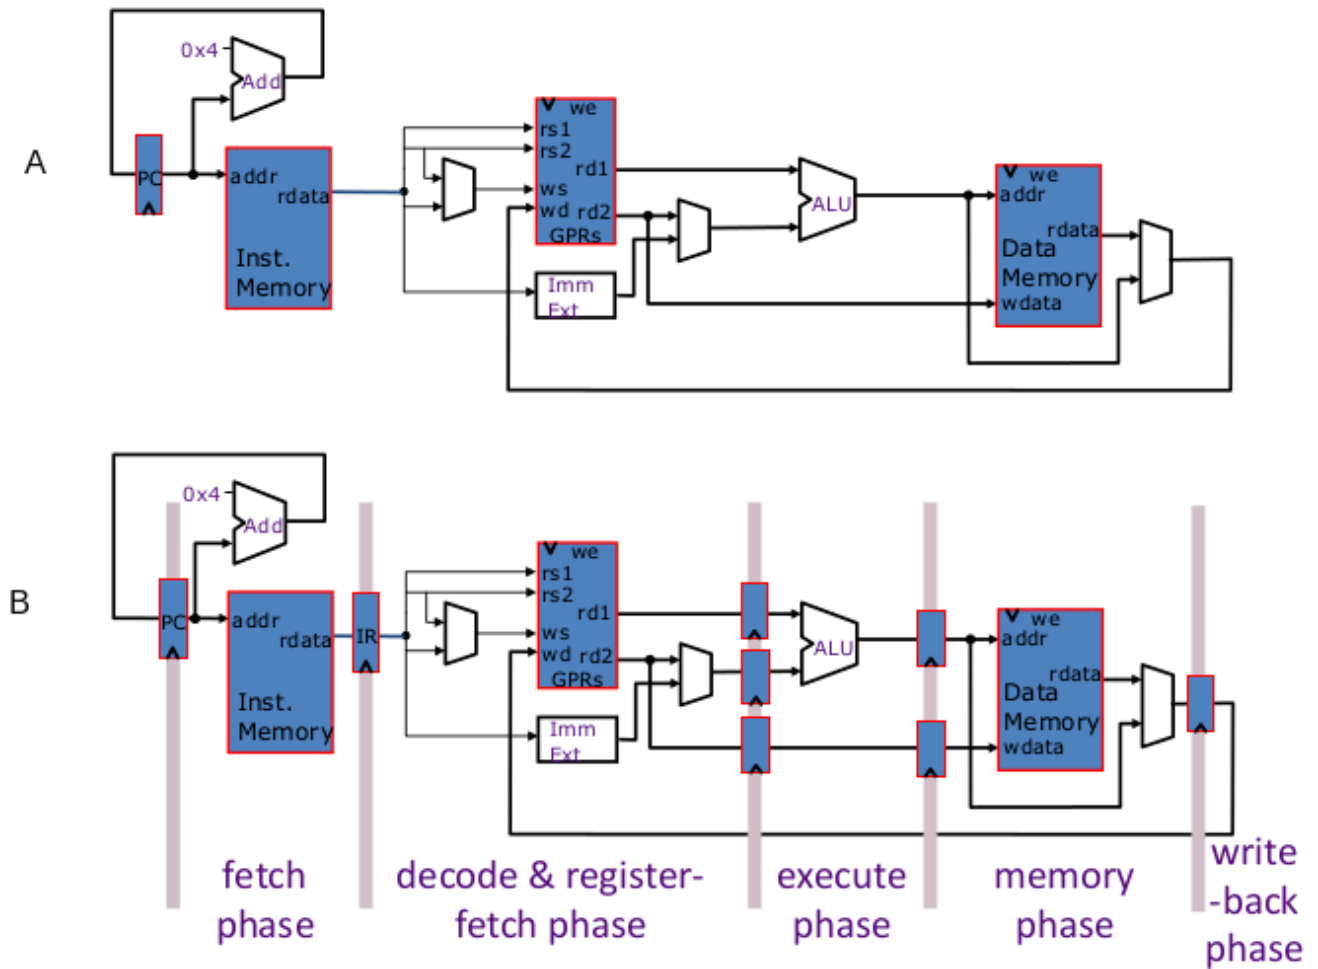 A
0x4
Add
PC
addr
rdata
Inst.
Memory
we
rs1
rs2
rd1
ws
wd rd2
GPRs
Imm
Ext
ALU
we
addr
rdata
Data
Memory
wdata
B
0x4
Add
PC
addr
rdata
Inst.
Memory
IR
we
rs1
rs2
rd1
ws
wd rd2
GPRs
Imm
Ext
ALU
we
addr
rdata
Data
Memory
wdata
fetch
phase
decode & register-
fetch phase
execute
phase
memory
phase
write
-back
phase